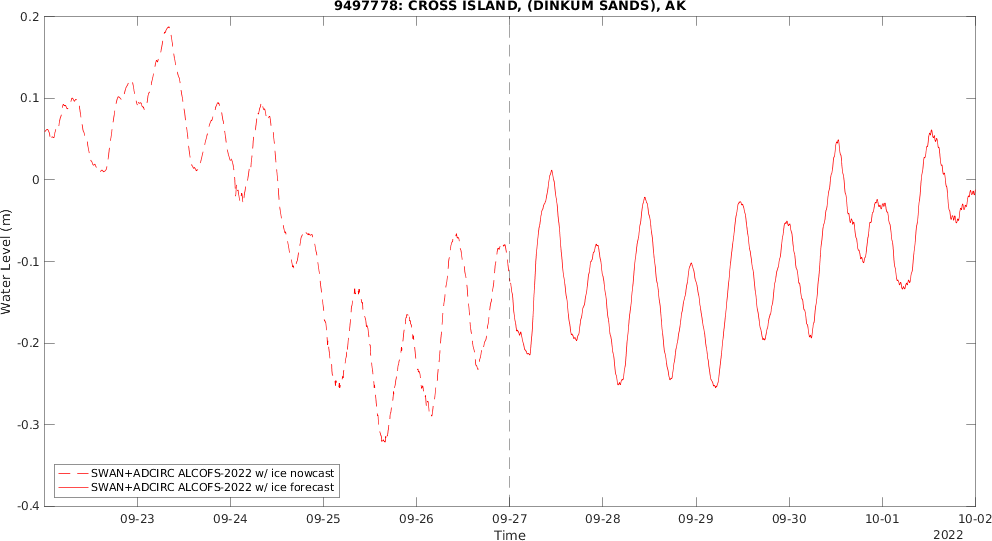 9497778: CROSS ISLAND, (DINKUM SANDS), AK
0.2
0.1
0
-0.1
-0.2
-0.3
-0.4
Water Level (m)
SWAN+ADCIRC ALCOFS-2022 w/ ice nowcast
SWAN+ADCIRC ALCOFS-2022 w/ ice forecast
09-23 09-24 09-25 09-26 09-27 09-28 09-29 09-30 10-01 10-02
Time
2022